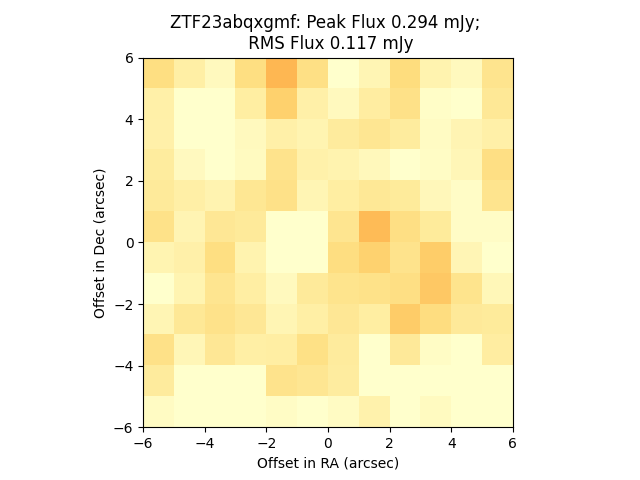 ZTF23abqxgmf: Peak Flux 0.294 mJy;
RMS Flux 0.117 mJy
6
4
2
0
−2
−4
−6
Offset in Dec (arcsec)
−6 −4 −2 0 2 4 6
Offset in RA (arcsec)